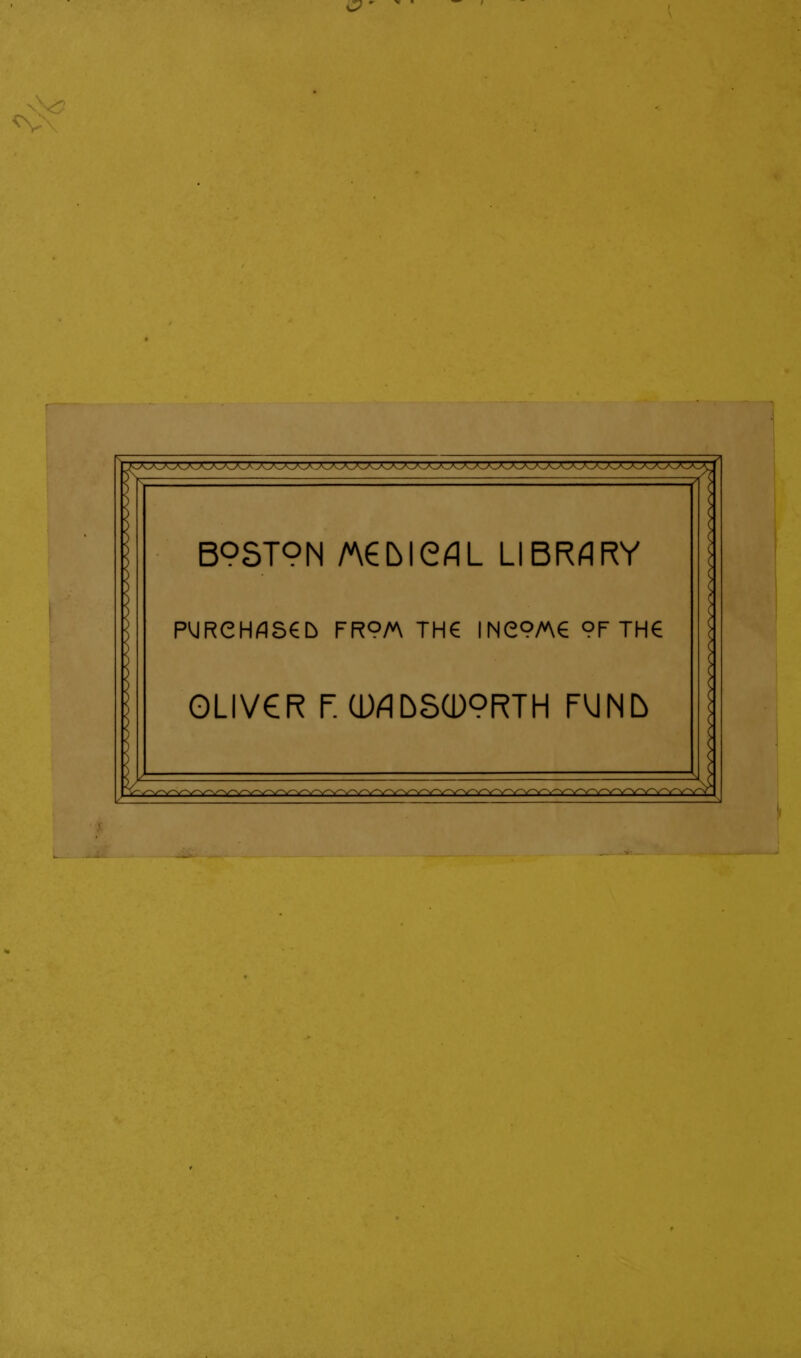 BOSTON MEDICAL LIBRARY
PURCHASED FROM THE INCOME OF THE
OLIVER F. WADSWORTH FUND